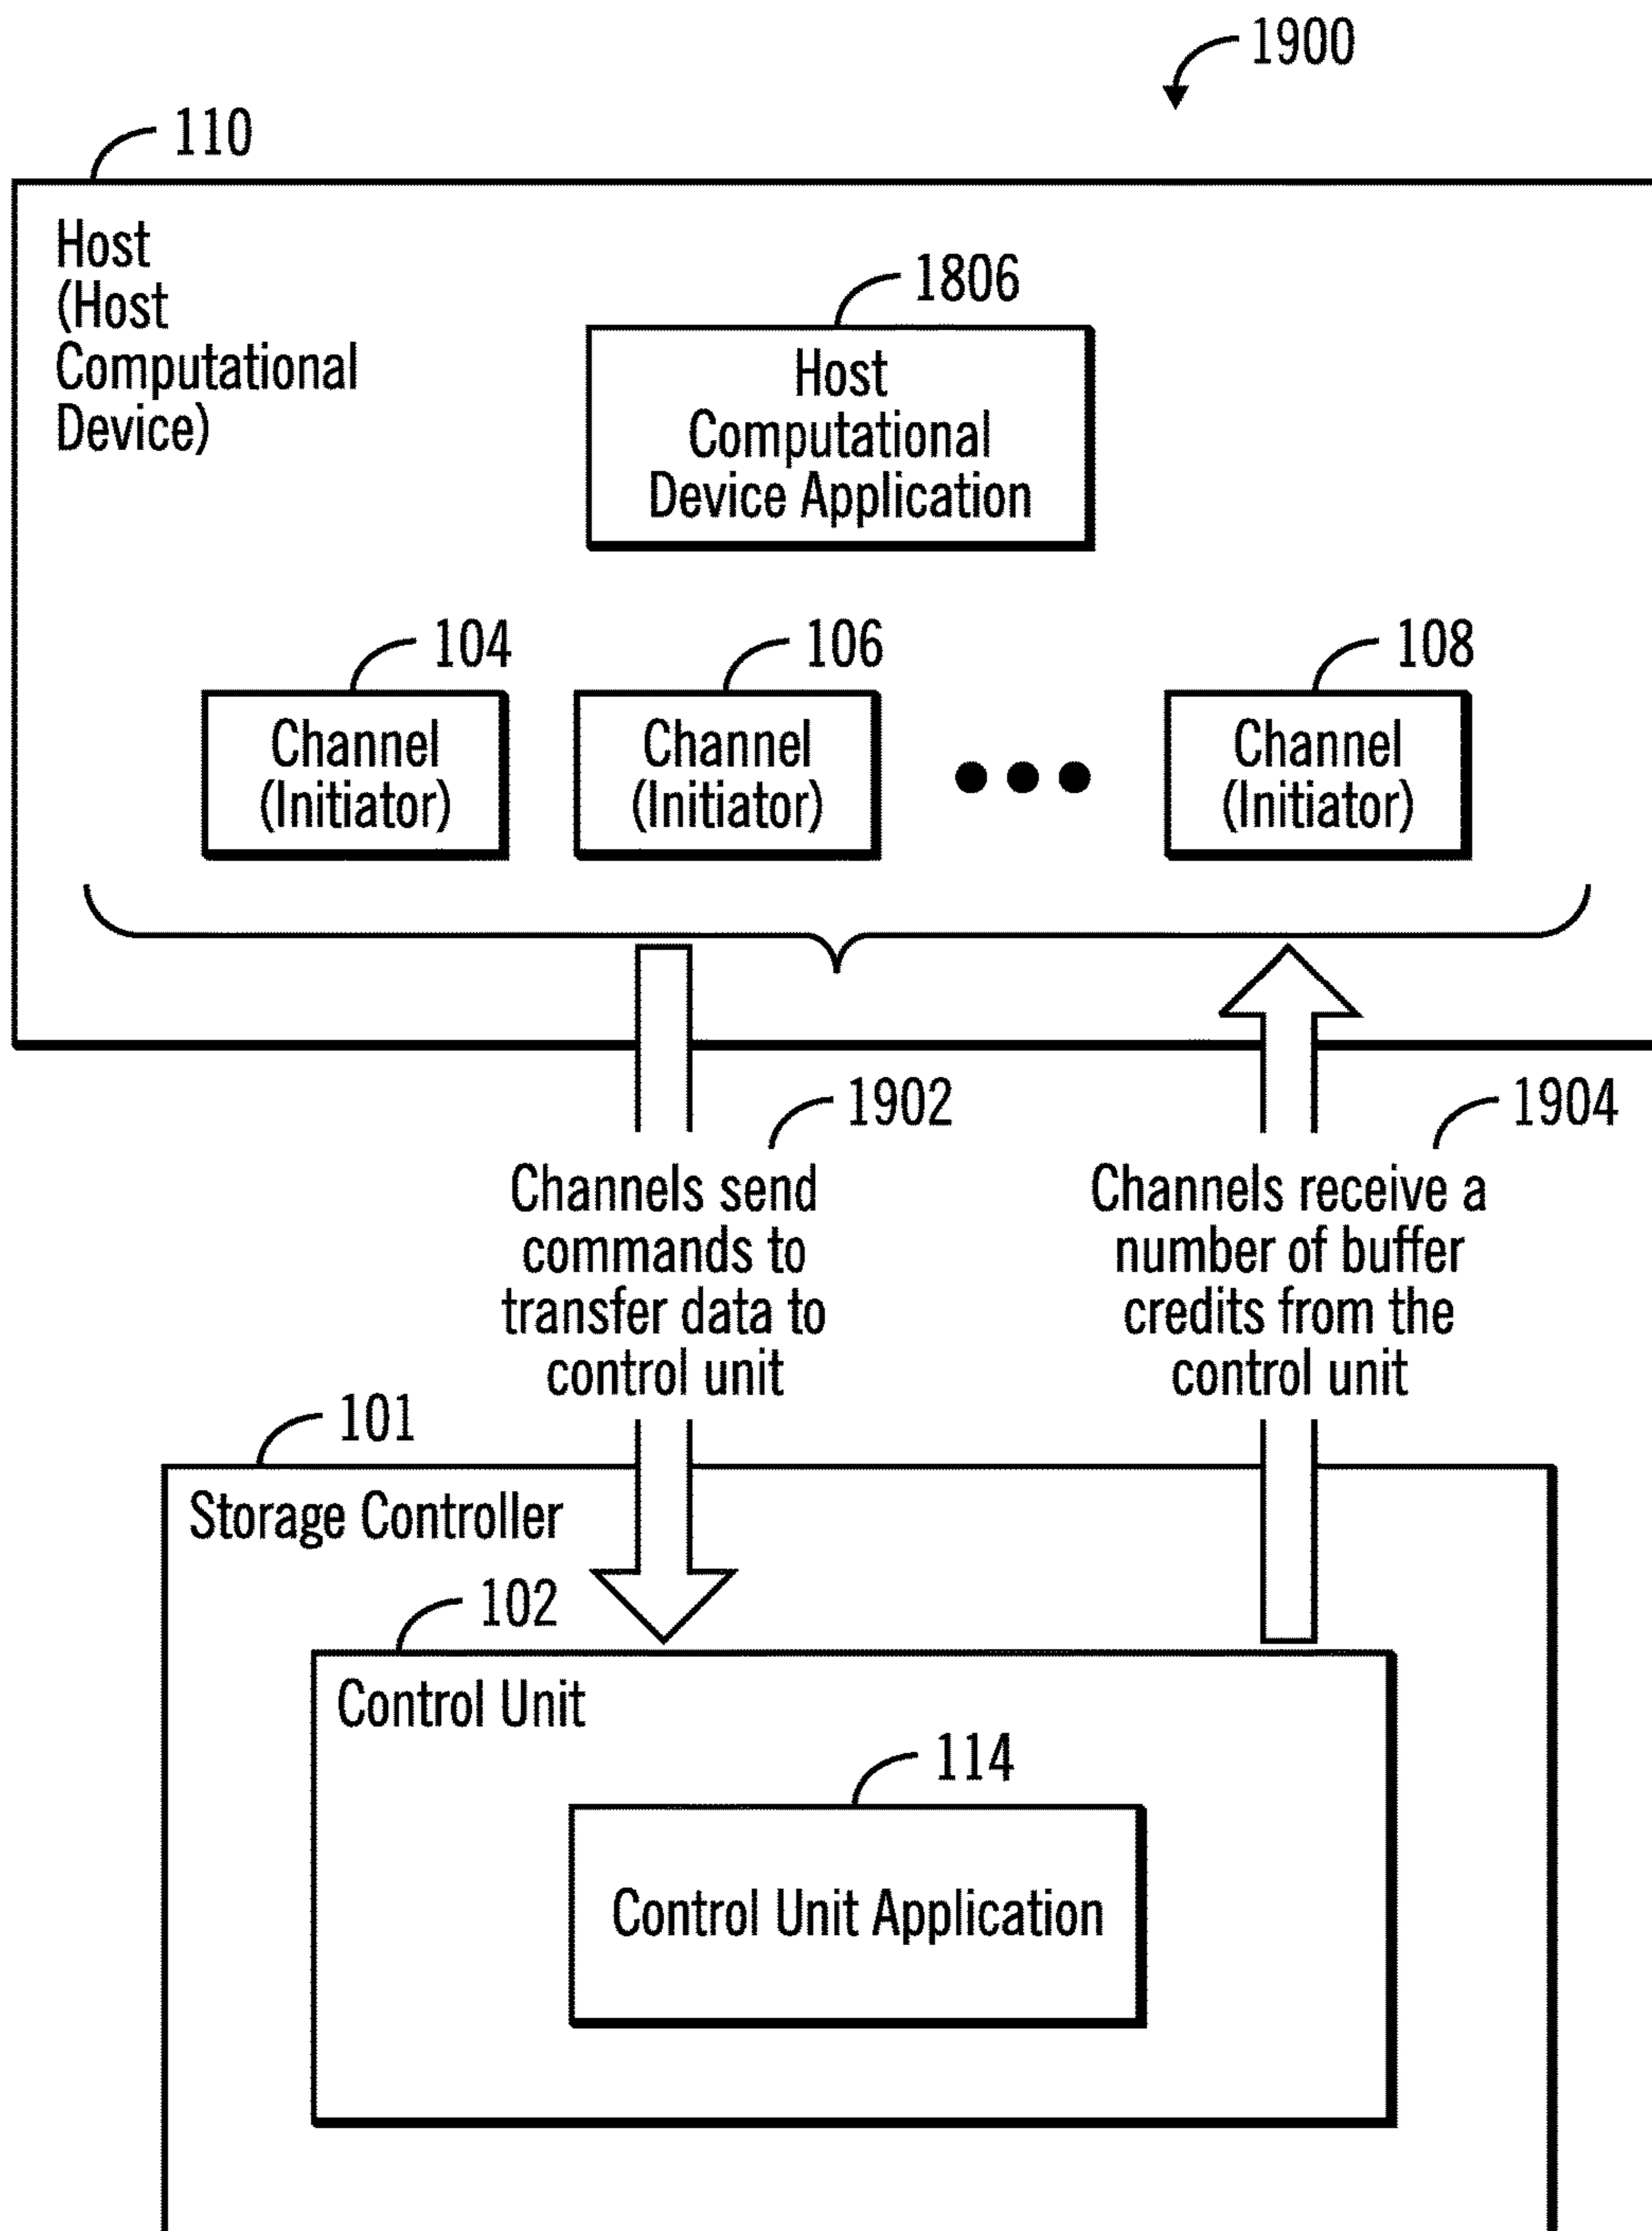 1900
110
Host
(Host
Computational
Device)
1806
Host
Computational
Device Application
104
106
108
Channel
(Initiator)
Channel
(Initiator)
Channel
(Initiator)
1902
1904
Channels send
commands to
transfer data to
control unit
Channels receive a
number of buffer
credits from the
control unit
101
Storage Controller
102
Control Unit
114
Control Unit Application